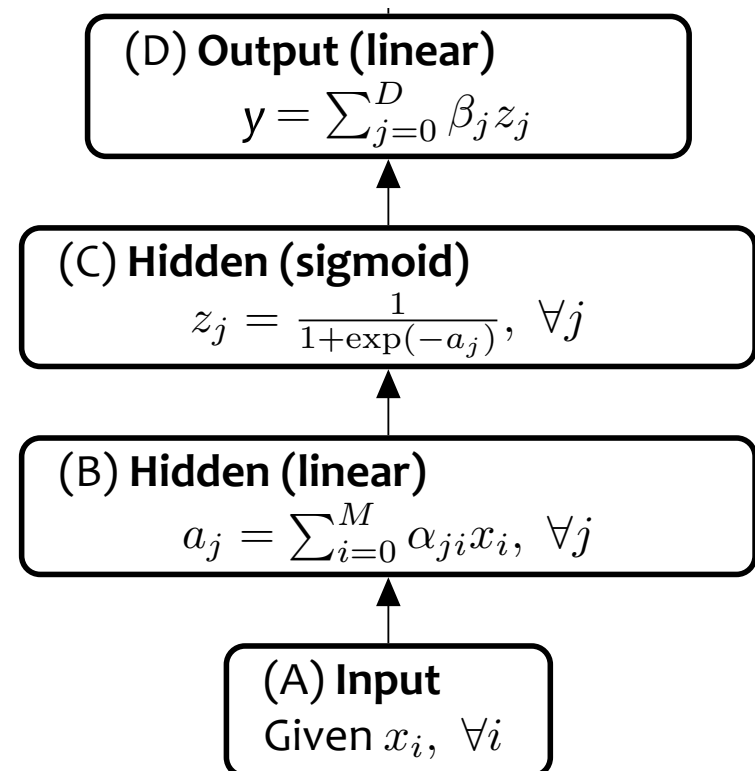 (D) Output (linear)
y = ∑_{j=0}^{D} β_j z_j
(C) Hidden (sigmoid)
z_j = \frac{1}{1+exp(−a_j)}, ∀j
(B) Hidden (linear)
a_j = ∑_{i=0}^{M} α_{ji} x_i, ∀j
(A) Input
Given x_i, ∀i